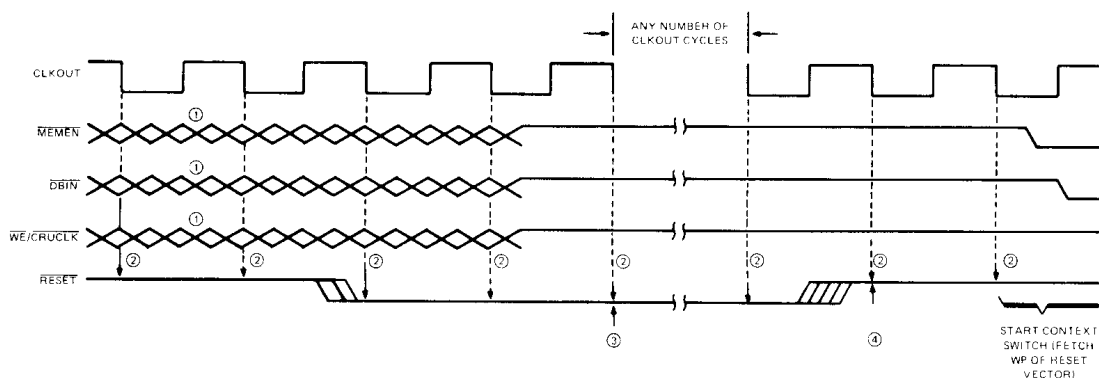 ANY NUMBER OF
CLKOUT CYCLES
CLKOUT
①
MEMEN
①
DBIN
①
WE/CRUCLK
② ② ② ② ② ② ② ②
RESET
③ ④
START CONTEXT
SWITCH (FETCH
WP OF RESET
VECTOR)